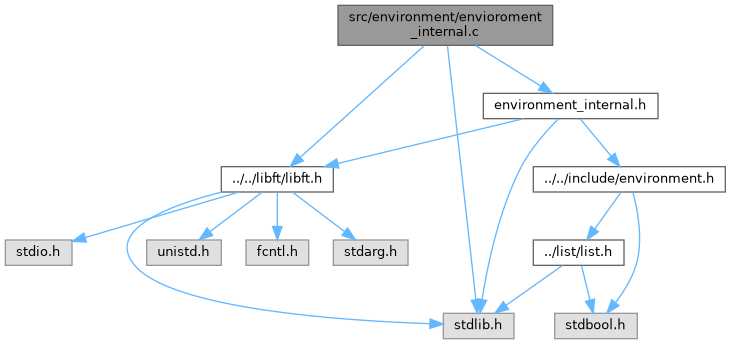 src/environment/envioroment
_internal.c
environment_internal.h
../../libft/libft.h
../../include/environment.h
stdio.h
unistd.h
fcntl.h
stdarg.h
../list/list.h
stdlib.h
stdbool.h